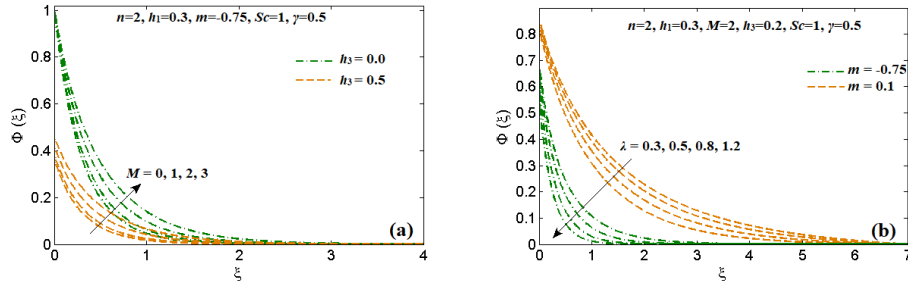 n=2, h1=0.3, m=-0.75, Sc=1, γ=0.5
h3 = 0.0
h3 = 0.5
M = 0, 1, 2, 3
(a)
Φ (ξ)
1
0.8
0.6
0.4
0.2
0
0 1 2 3 4
ξ
n=2, h1=0.3, M=2, h3=0.2, Sc=1, γ=0.5
m = -0.75
m = 0.1
λ = 0.3, 0.5, 0.8, 1.2
(b)
Φ (ξ)
0.8
0.7
0.6
0.5
0.4
0.3
0.2
0.1
0
0 1 2 3 4 5 6 7
ξ